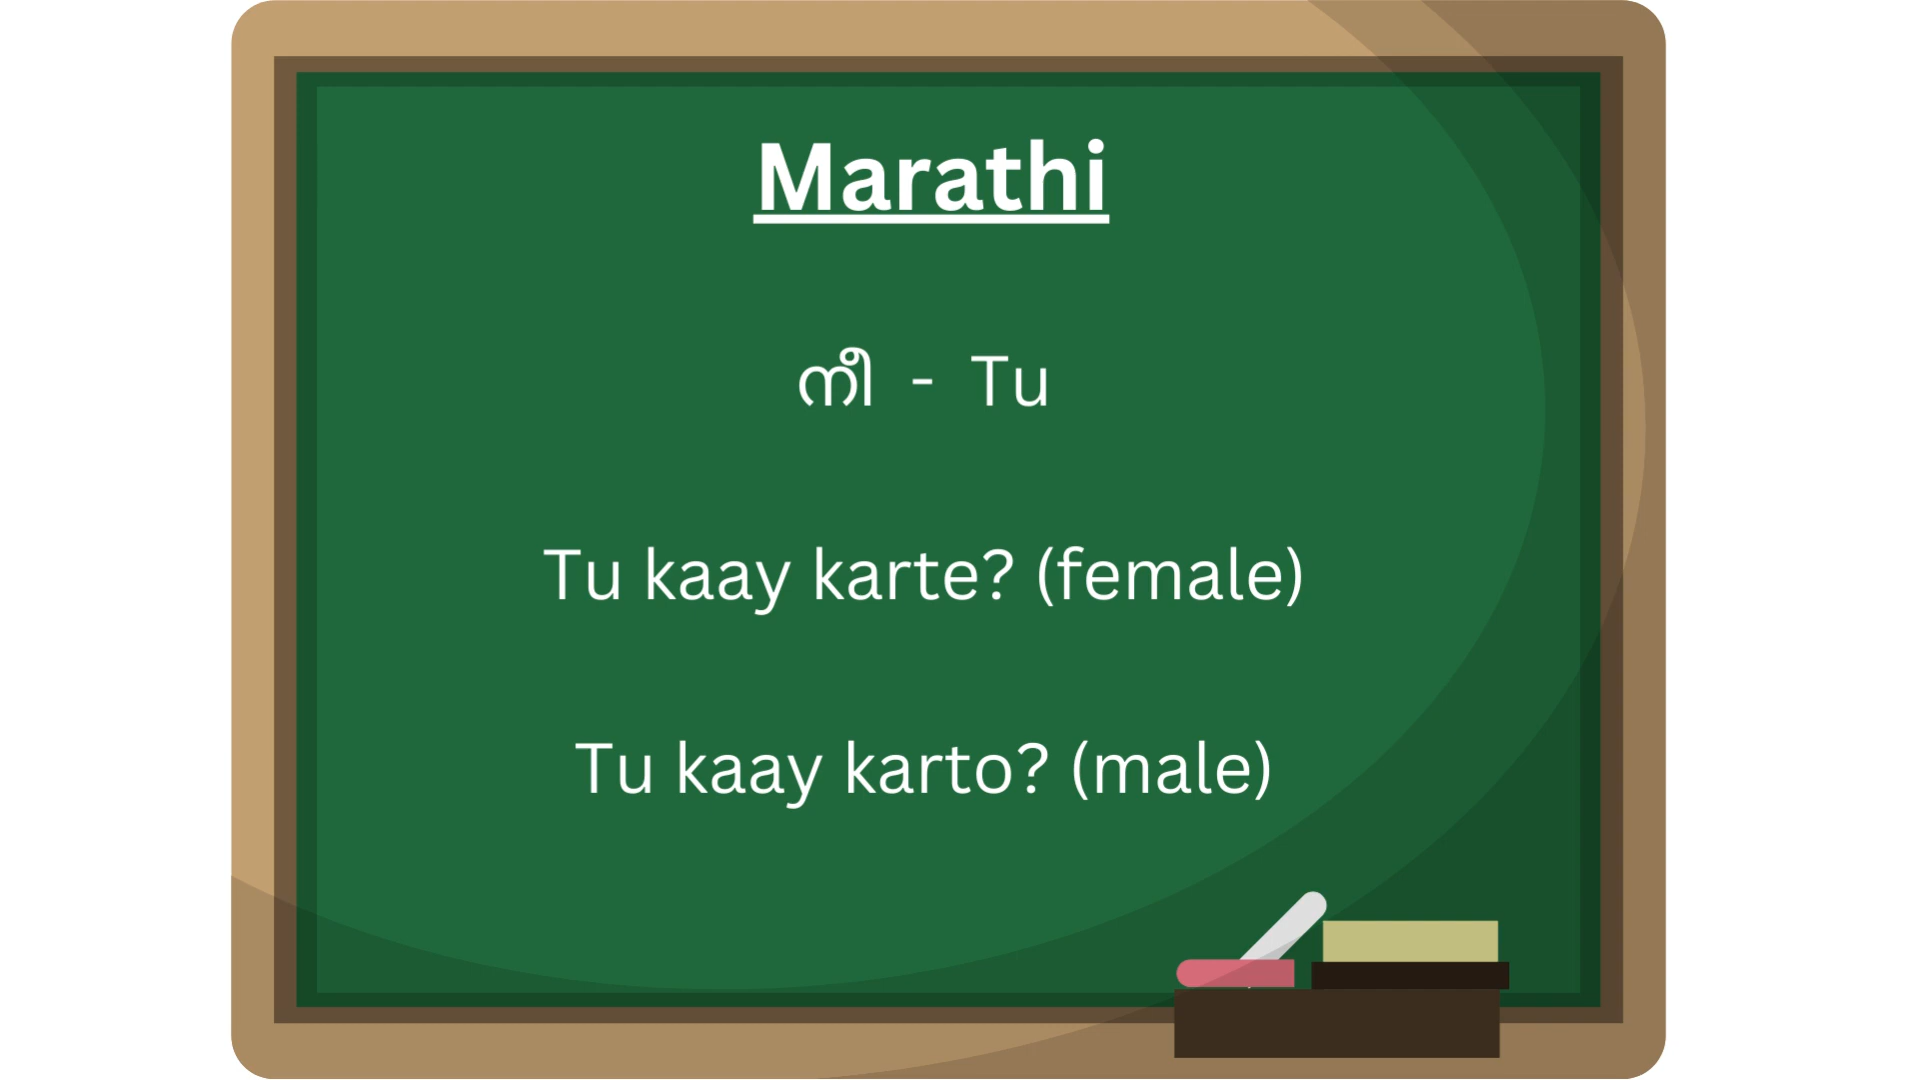 Marathi
നീ - Tu
Tu kaay karte? (female)
Tu kaay karto? (male)